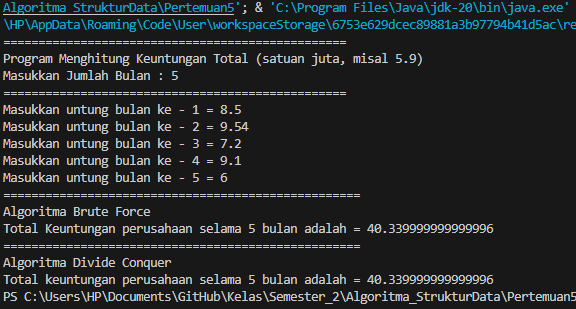 Algoritma_StrukturData\Pertemuan5'; & 'C:\Program Files\Java\jdk-20\bin\java.exe'
\HP\AppData\Roaming\Code\User\workspaceStorage\6753e629dcec89881a3b97794b41d5ac\re
================================================
Program Menghitung Keuntungan Total (satuan juta, misal 5.9)
Masukkan Jumlah Bulan : 5
================================================
Masukkan untung bulan ke - 1 = 8.5
Masukkan untung bulan ke - 2 = 9.54
Masukkan untung bulan ke - 3 = 7.2
Masukkan untung bulan ke - 4 = 9.1
Masukkan untung bulan ke - 5 = 6
==================================================
Algoritma Brute Force
Total Keuntungan perusahaan selama 5 bulan adalah = 40.339999999999996
==================================================
Algoritma Divide Conquer
Total keuntungan perusahaan selama 5 bulan adalah = 40.339999999999996
PS C:\Users\HP\Documents\GitHub\Kelas\Semester_2\Algoritma_StrukturData\Pertemuan5